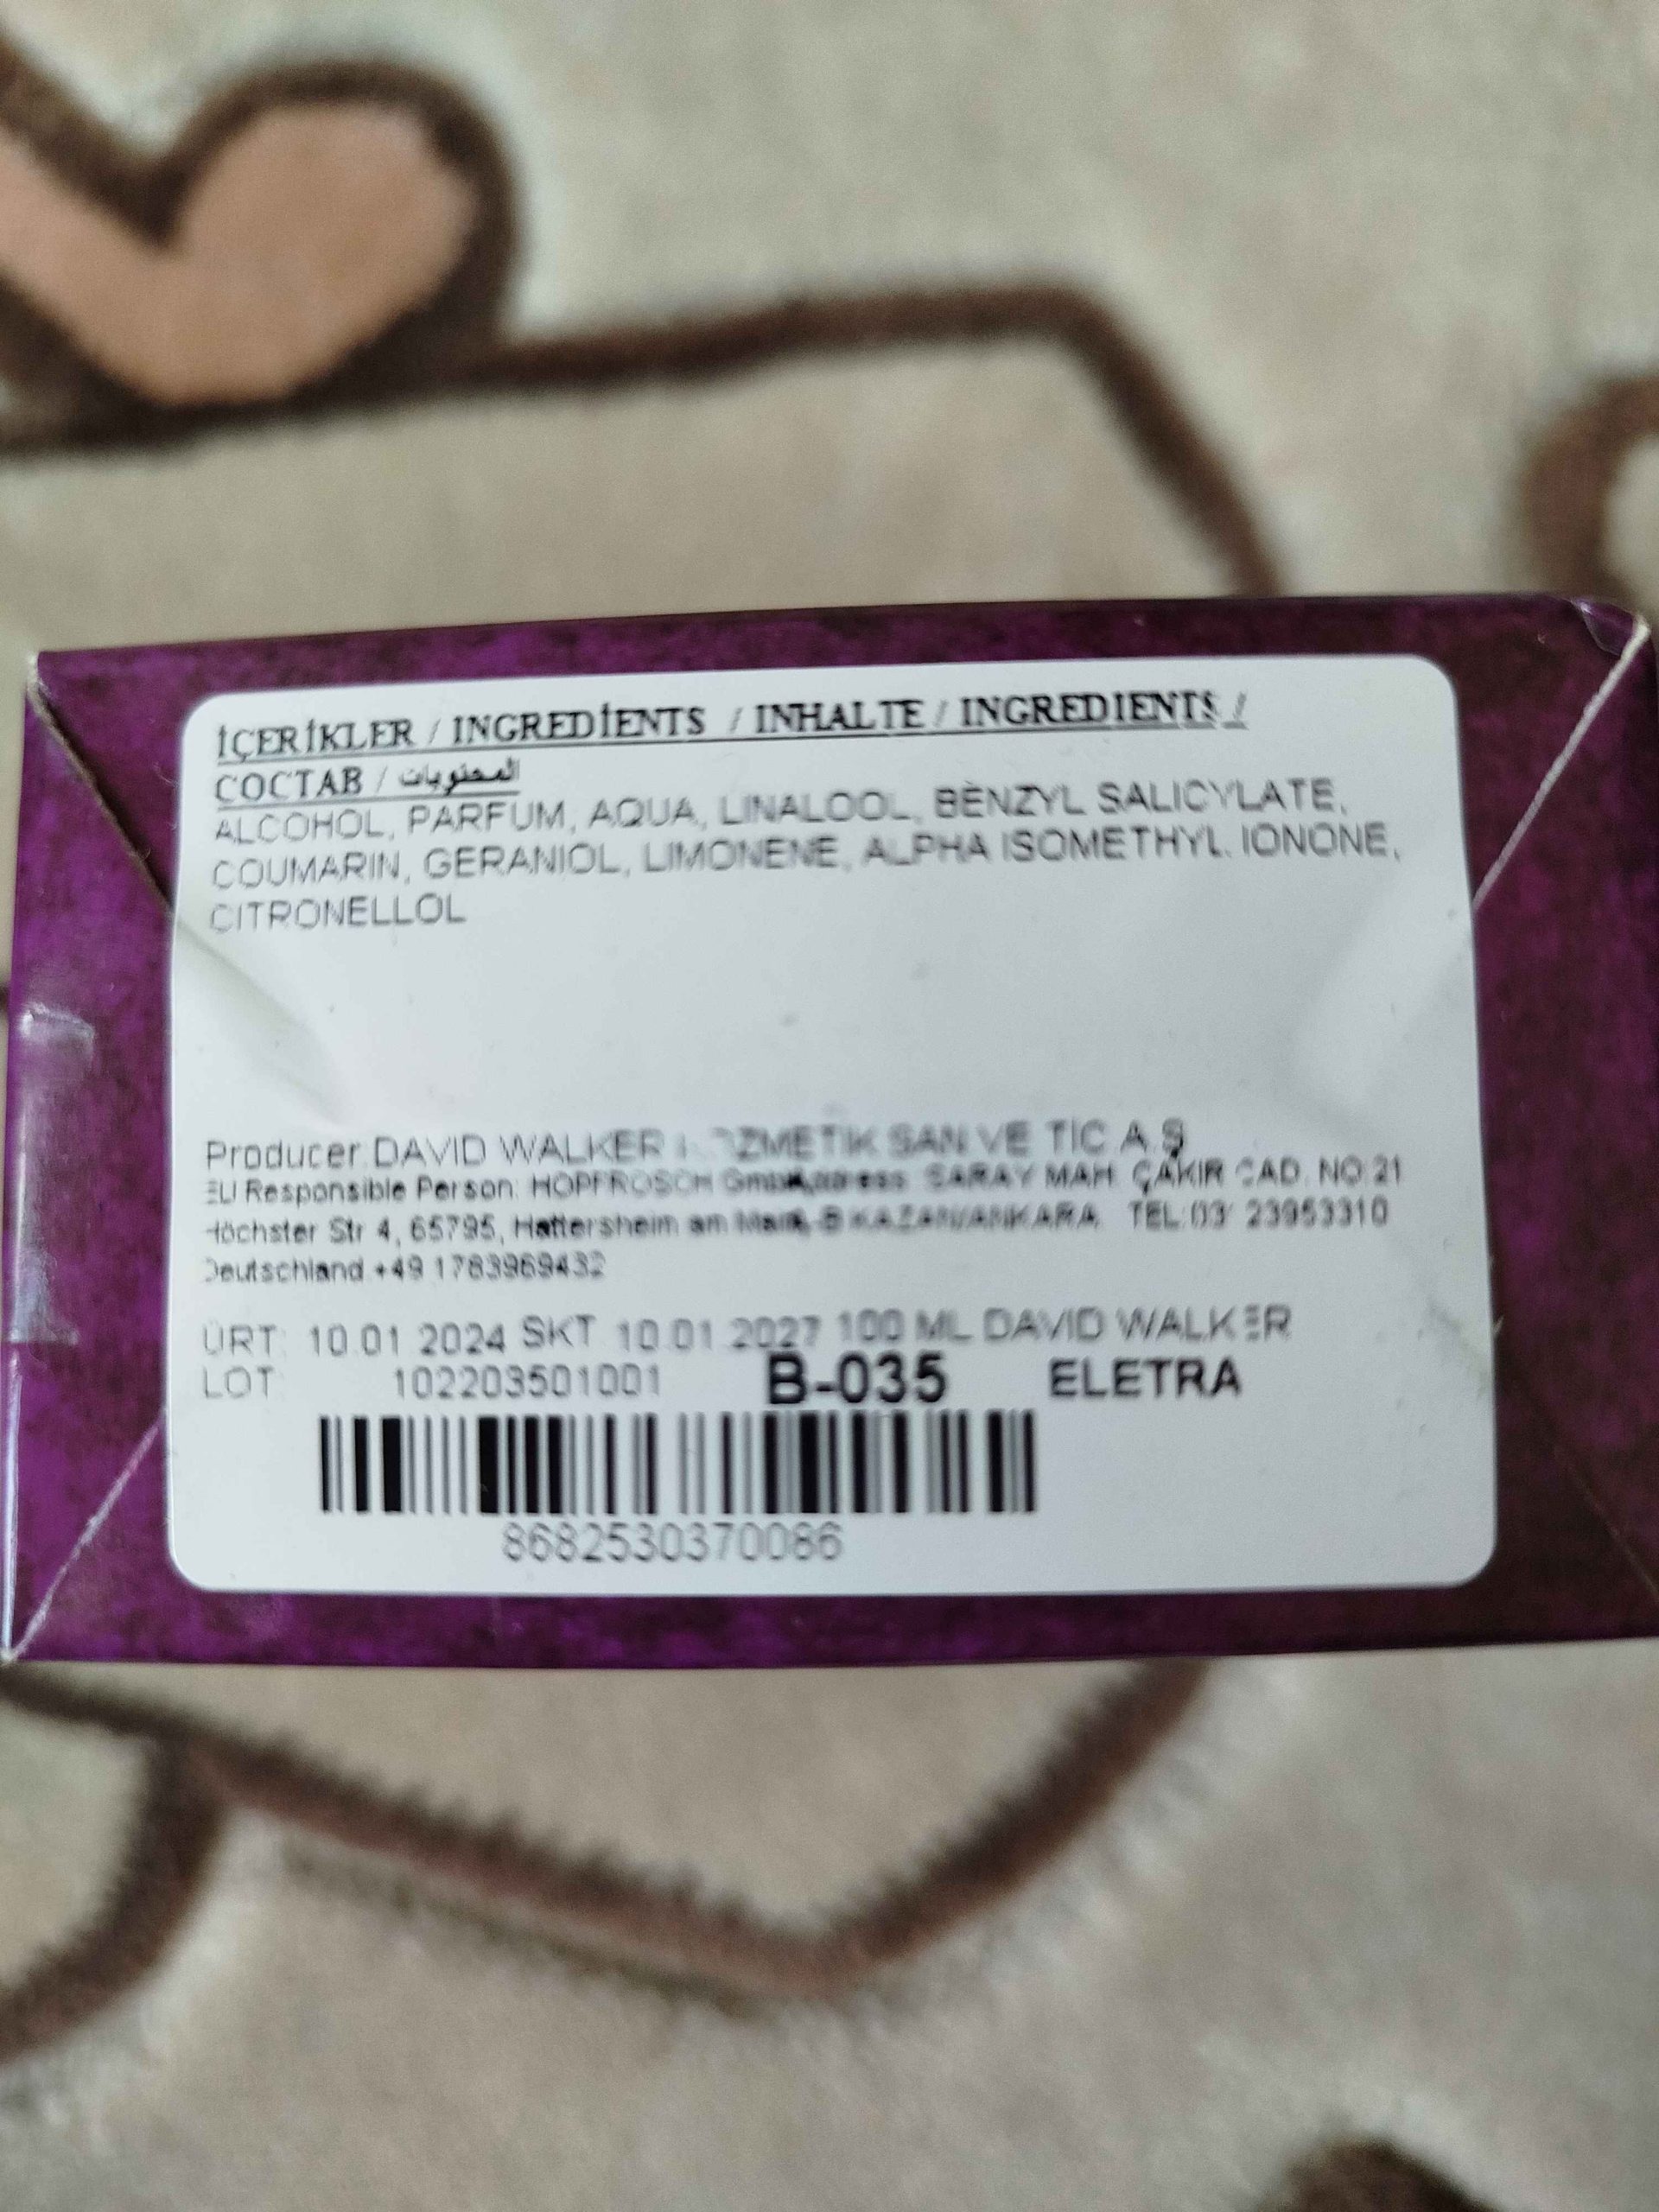 İÇERİKLER / INGREDİENTS / INHALTE / INGREDIENTS /
COCTAB / المحتويات
ALCOHOL, PARFUM, AQUA, LINALOOL, BENZYL SALICYLATE,
COUMARIN, GERANIOL, LIMONENE, ALPHA ISOMETHYL IONONE,
CITRONELLOL
Producer DAVID WALKER SAN VE TİC A.Ş
EU Responsible Person: HOPFROSCH GmbH SARAY MAH. ÇAKIR CAD. NO:21
Höchster Str 4, 65795, Hattersheim am KAZAN/ANKARA TEL: 23953310
Deutschland +49 1783969432
ÜRT: 10.01.2024 SKT 10.01.2027 100 ML DAVID WALKER
LOT 102203501001 B-035 ELETRA
8682530370086